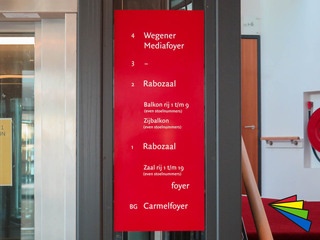 4 Wegener
Mediafoyer
3 –
2 Rabozaal
Balkon rij 1 t/m 9
(even stoelnummers)
Zijbalkon
(even stoelnummers)
1 Rabozaal
Zaal rij 1 t/m 19
(even stoelnummers)
foyer
BG Carmelfoyer